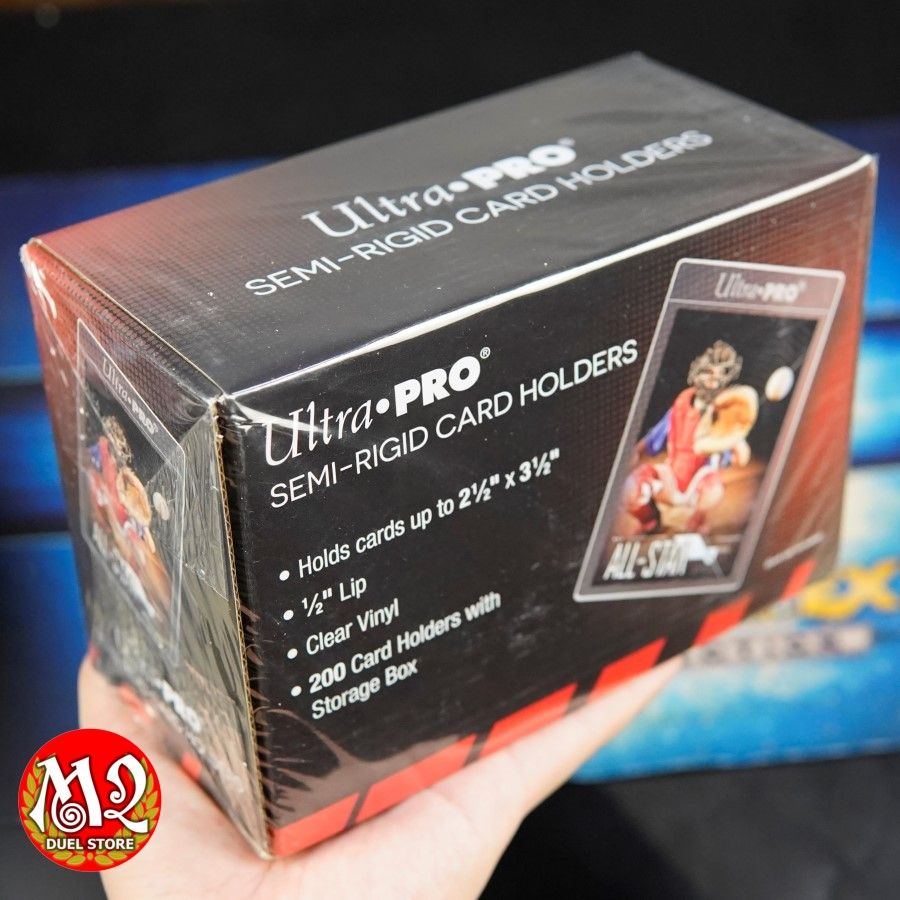 Ultra•PRO®
SEMI-RIGID CARD HOLDERS
Ultra•PRO®
SEMI-RIGID CARD HOLDERS
• Holds cards up to 2½" x 3½"
• ½" Lip
• Clear Vinyl
• 200 Card Holders with
Storage Box
Ultra•PRO®
ALL-STAR
Ultra•PRO®
PRO
M2
DUEL STORE